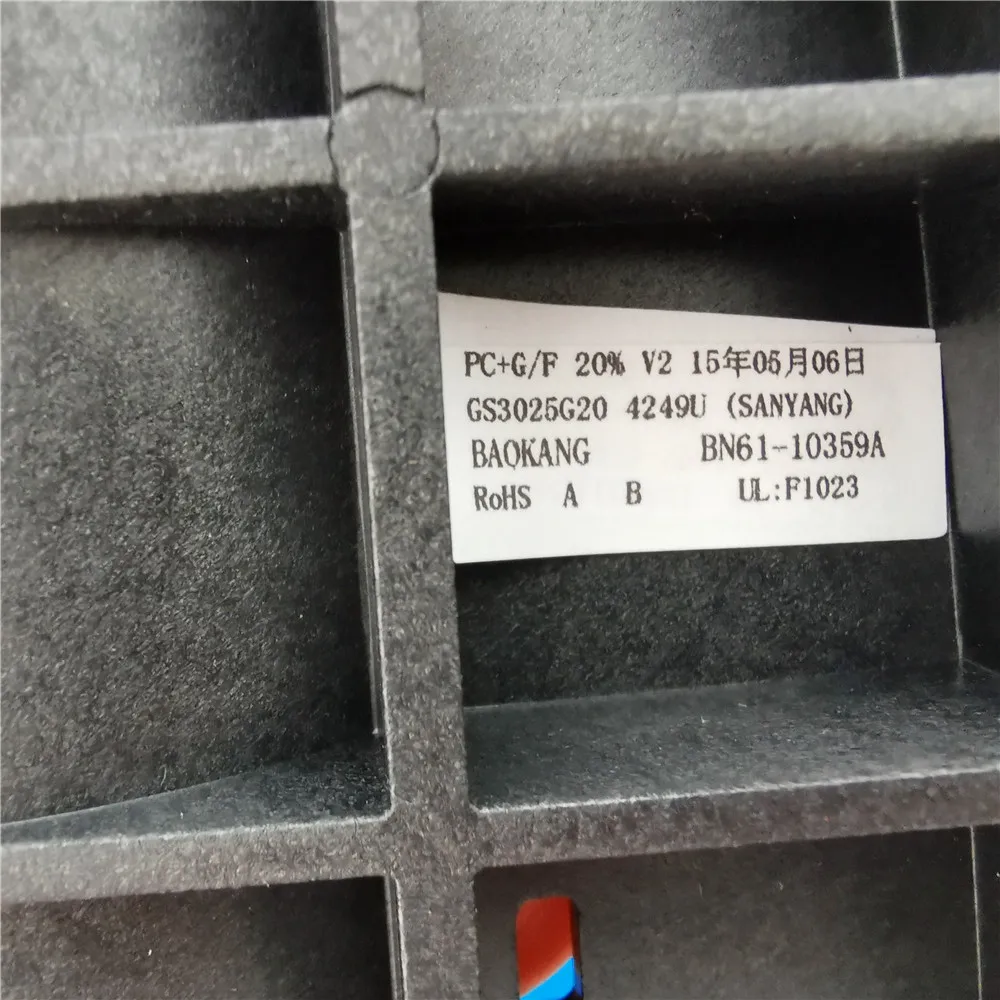 PC+G/F 20% V2 15年05月06日
GS3025G20 4249U (SANYANG)
BAOKANG BN61-10359A
RoHS A B UL:F1023